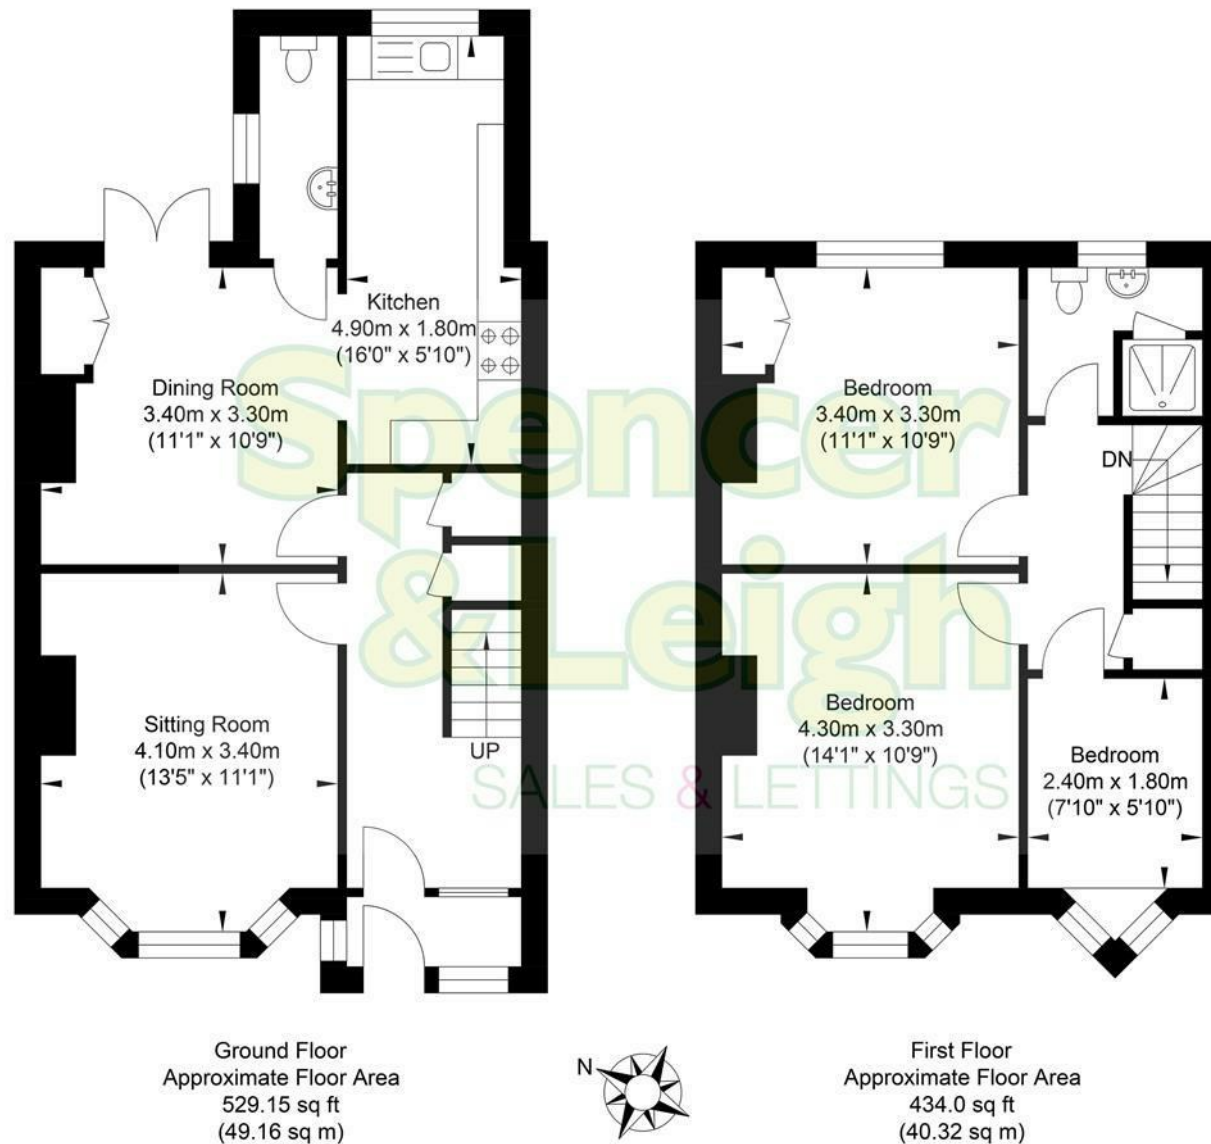 Kitchen
4.90m x 1.80m
(16'0" x 5'10")
Dining Room
3.40m x 3.30m
(11'1" x 10'9")
Sitting Room
4.10m x 3.40m
(13'5" x 11'1")
UP
Bedroom
3.40m x 3.30m
(11'1" x 10'9")
DN
Bedroom
4.30m x 3.30m
(14'1" x 10'9")
Bedroom
2.40m x 1.80m
(7'10" x 5'10")
Spencer
& Leigh
SALES & LETTINGS
Ground Floor
Approximate Floor Area
529.15 sq ft
(49.16 sq m)
N
First Floor
Approximate Floor Area
434.0 sq ft
(40.32 sq m)